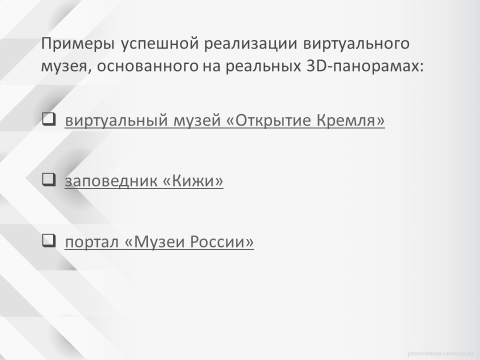 Примеры успешной реализации виртуального
музея, основанного на реальных 3D-панорамах:
виртуальный музей «Открытие Кремля»
заповедник «Кижи»
портал «Музеи России»